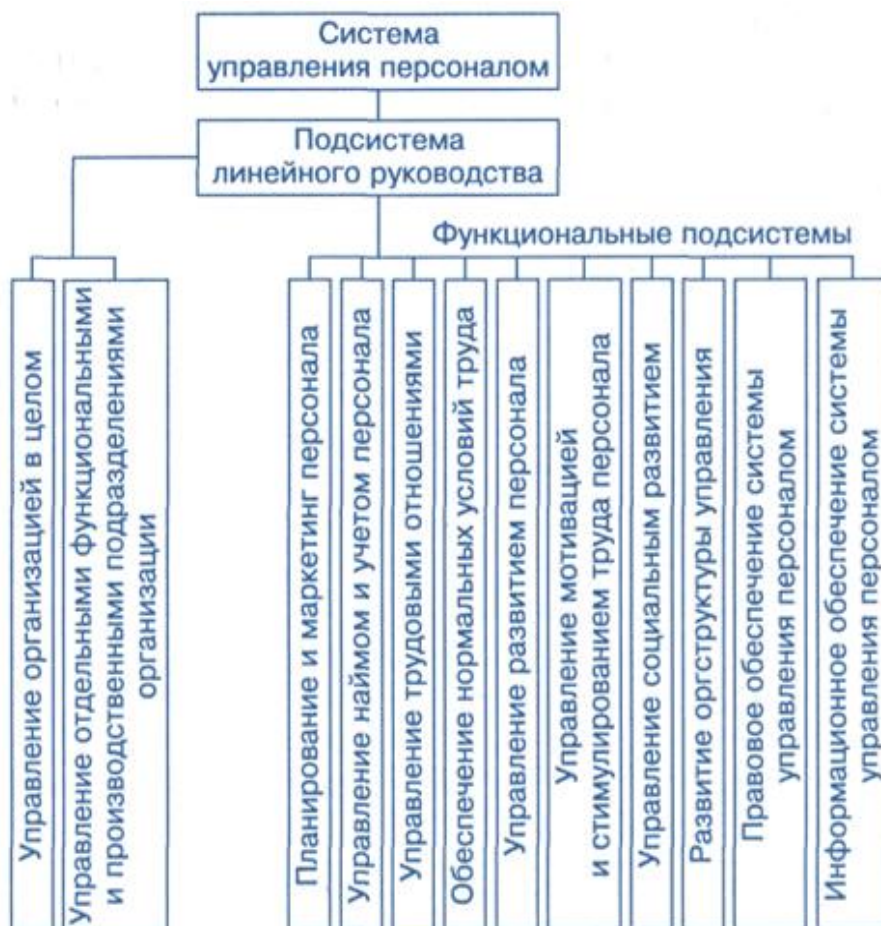 Система
управления персоналом
Подсистема
линейного руководства
Функциональные подсистемы
Управление организацией в целом
Управление отдельными функциональными
и производственными подразделениями
организации
Планирование и маркетинг персонала
Управление наймом и учетом персонала
Управление трудовыми отношениями
Обеспечение нормальных условий труда
Управление развитием персонала
Управление мотивацией
и стимулированием труда персонала
Управление социальным развитием
Развитие оргструктуры управления
Правовое обеспечение системы
управления персоналом
Информационное обеспечение системы
управления персоналом